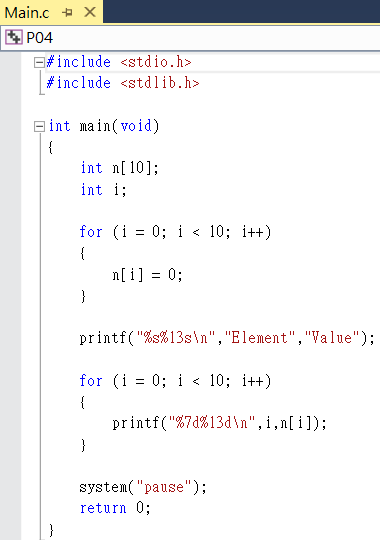 Main.c
P04
#include <stdio.h>
#include <stdlib.h>
int main(void)
{
int n[10];
int i;
for (i = 0; i < 10; i++)
{
n[i] = 0;
}
printf("%s%13s\n","Element","Value");
for (i = 0; i < 10; i++)
{
printf("%7d%13d\n",i,n[i]);
}
system("pause");
return 0;
}